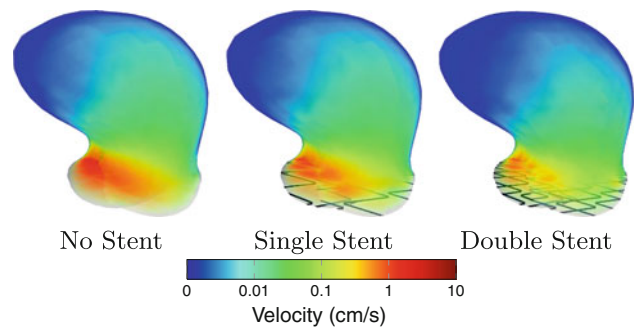 No Stent Single Stent Double Stent
0 0.01 0.1 1 10
Velocity (cm/s)